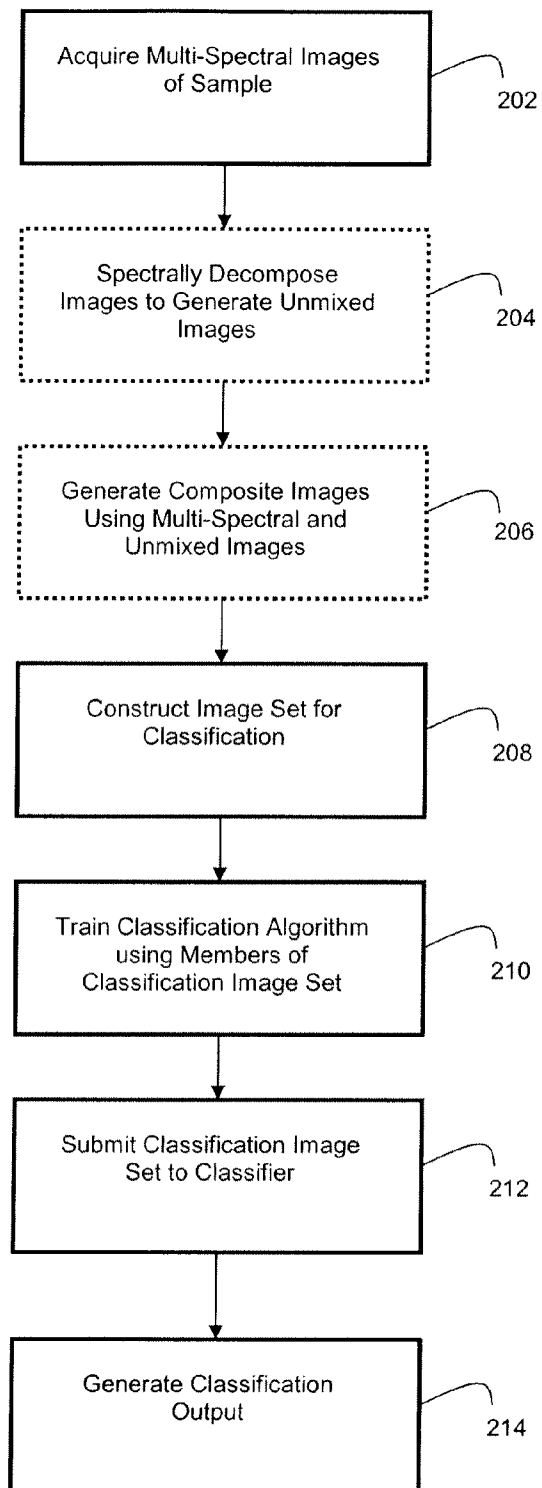 Acquire Multi-Spectral Images
of Sample
202
Spectrally Decompose
Images to Generate Unmixed
Images
204
Generate Composite Images
Using Multi-Spectral and
Unmixed Images
206
Construct Image Set for
Classification
208
Train Classification Algorithm
using Members of
Classification Image Set
210
Submit Classification Image
Set to Classifier
212
Generate Classification
Output
214